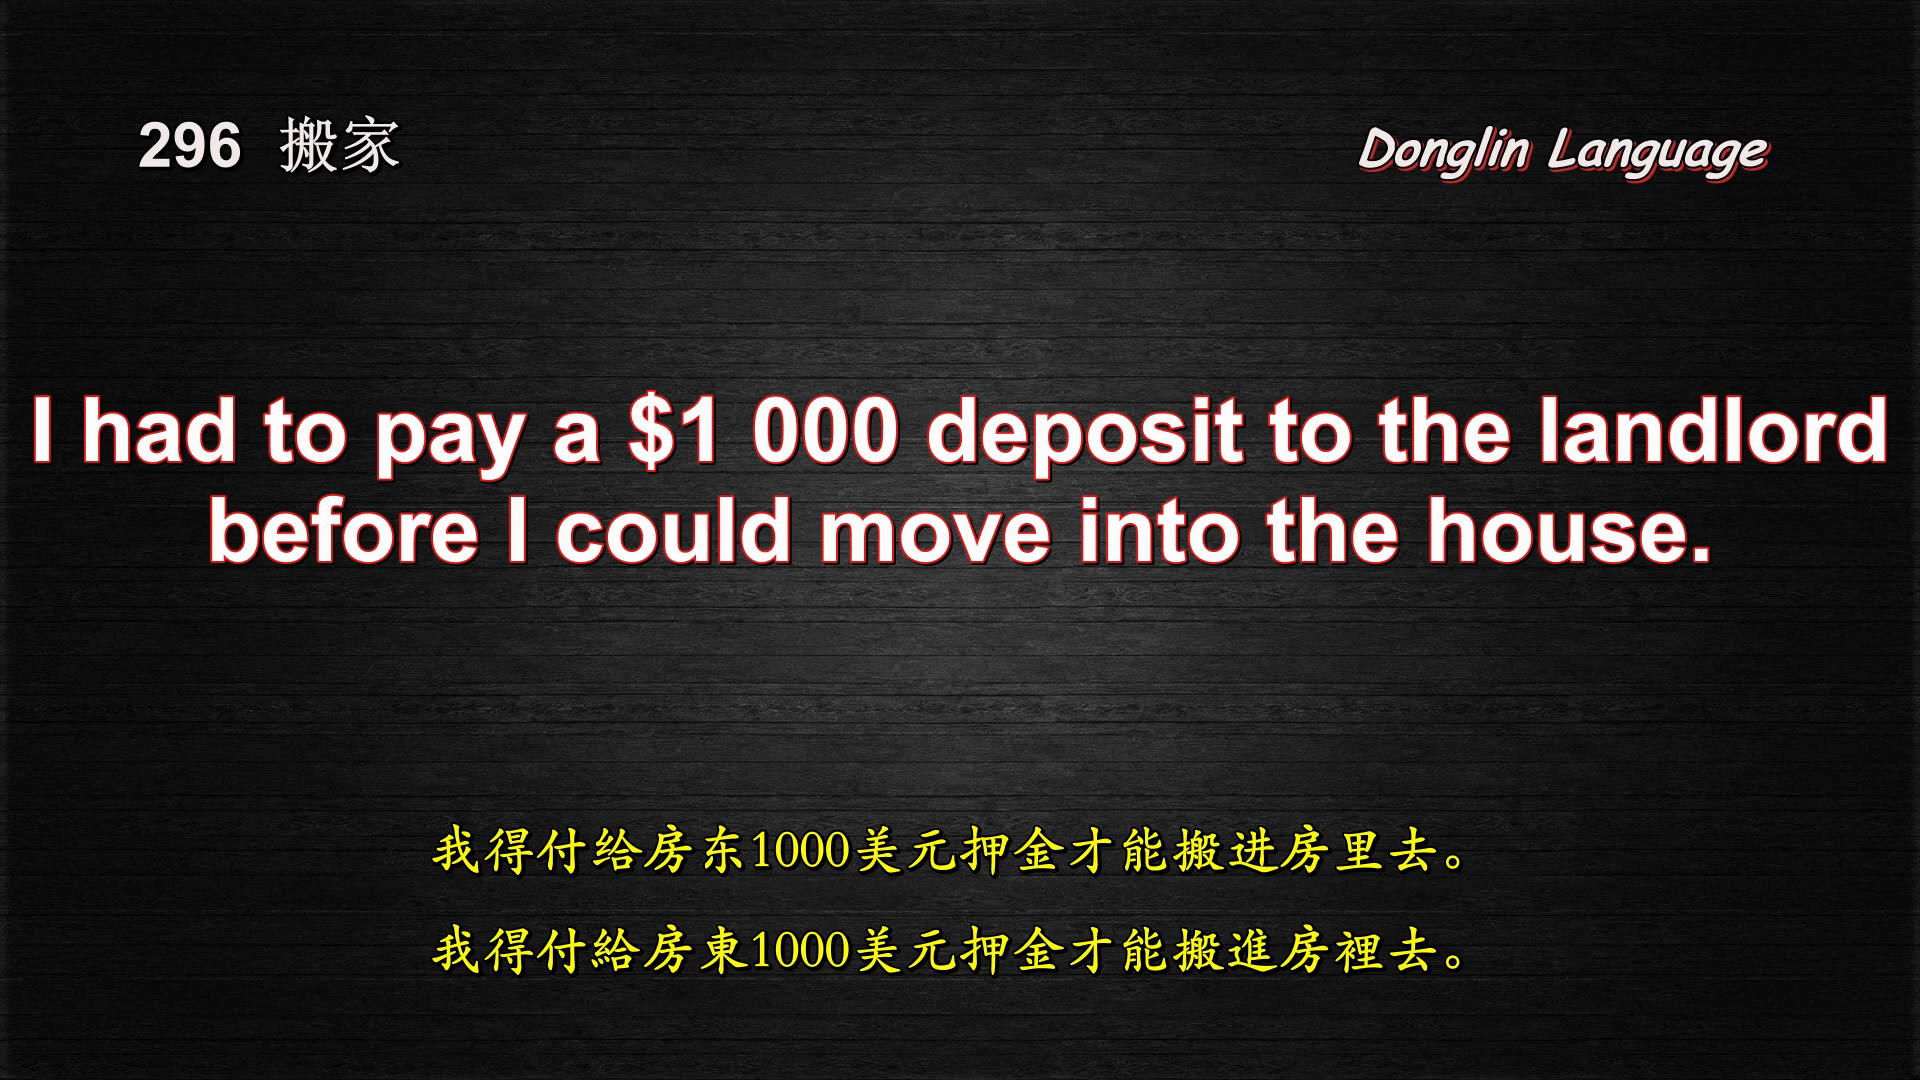 296 搬家
Donglin Language
I had to pay a $1 000 deposit to the landlord
before I could move into the house.
我得付给房东1000美元押金才能搬进房里去。
我得付給房東1000美元押金才能搬進房裡去。